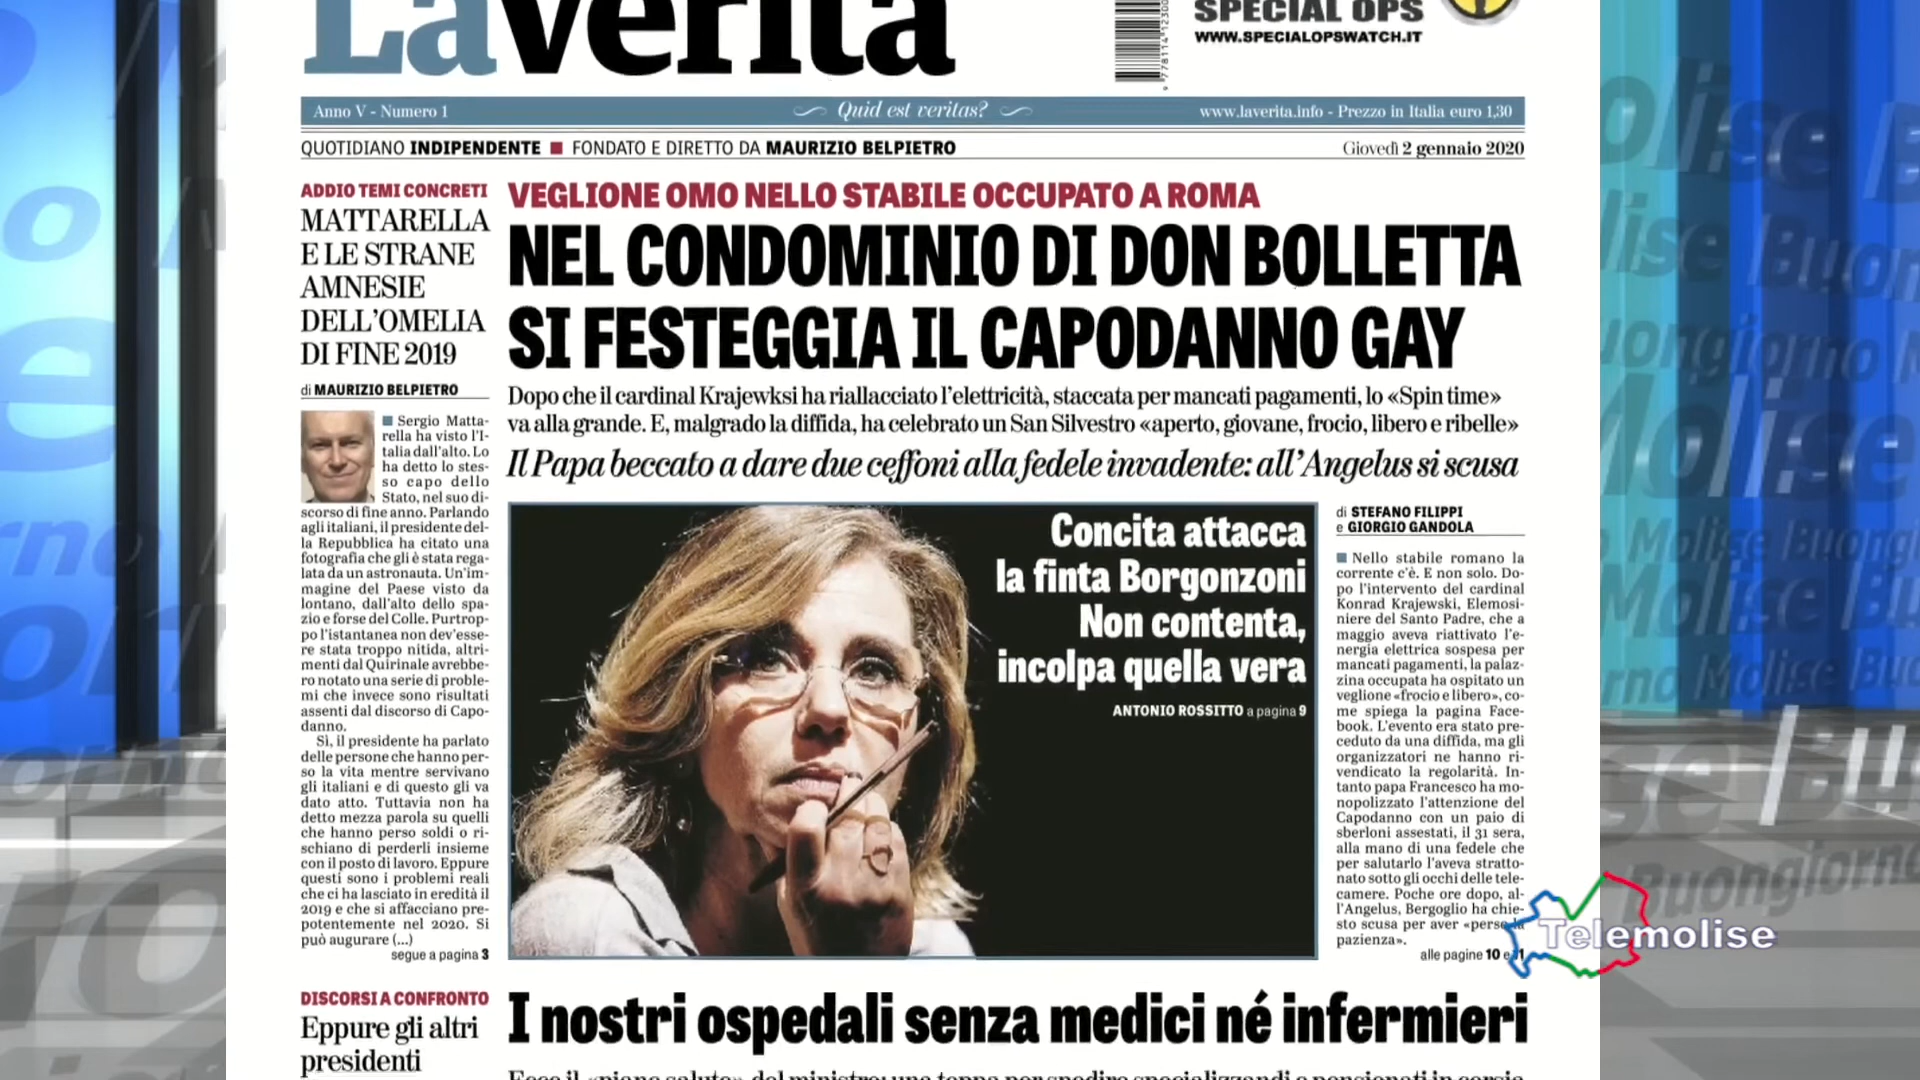 LaVerità
SPECIAL OPS
WWW.SPECIALOPSWATCH.IT
Anno V - Numero 1
Quid est veritas?
www.laverita.info - Prezzo in Italia euro 1,30
QUOTIDIANO INDIPENDENTE ■ FONDATO E DIRETTO DA MAURIZIO BELPIETRO
Giovedì 2 gennaio 2020
ADDIO TEMI CONCRETI
MATTARELLA
E LE STRANE
AMNESIE
DELL'OMELIA
DI FINE 2019
di MAURIZIO BELPIETRO
■ Sergio Matta-
rella ha visto l'I-
talia dall'alto. Lo
ha detto lo stes-
so capo dello
Stato, nel suo di-
scorso di fine anno. Parlando
agli italiani, il presidente del-
la Repubblica ha citato una
fotografia che gli è stata rega-
lata da un astronauta. Un'im-
magine del Paese visto da
lontano, dall'alto dello spa-
zio e forse del Colle. Purtrop-
po l'istantanea non dev'esse-
re stata troppo nitida, altri-
menti dal Quirinale avrebbe-
ro notato una serie di proble-
mi che invece sono risultati
assenti dal discorso di Capo-
danno.
Sì, il presidente ha parlato
delle persone che hanno per-
so la vita mentre servivano
gli italiani e di questo gli va
dato atto. Tuttavia non ha
detto mezza parola su quelli
che hanno perso soldi o ri-
schiano di perderli insieme
con il posto di lavoro. Eppure
questi sono i problemi reali
che ci ha lasciato in eredità il
2019 e che si affacciano pre-
potentemente nel 2020. Si
può augurare (...)
segue a pagina 3
VEGLIONE OMO NELLO STABILE OCCUPATO A ROMA
NEL CONDOMINIO DI DON BOLLETTA
SI FESTEGGIA IL CAPODANNO GAY
Dopo che il cardinal Krajewksi ha riallacciato l'elettricità, staccata per mancati pagamenti, lo «Spin time»
va alla grande. E, malgrado la diffida, ha celebrato un San Silvestro «aperto, giovane, frocio, libero e ribelle»
Il Papa beccato a dare due ceffoni alla fedele invadente: all'Angelus si scusa
Concita attacca
la finta Borgonzoni
Non contenta,
incolpa quella vera
ANTONIO ROSSITTO a pagina 9
di STEFANO FILIPPI
e GIORGIO GANDOLA
■ Nello stabile romano la
corrente c'è. E non solo. Do-
po l'intervento del cardinal
Konrad Krajewski, Elemosi-
niere del Santo Padre, che a
maggio aveva riattivato l'e-
nergia elettrica sospesa per
mancati pagamenti, la palaz-
zina occupata ha ospitato un
veglione «frocio e libero», co-
me spiega la pagina Face-
book. L'evento era stato pre-
ceduto da una diffida, ma gli
organizzatori ne hanno ri-
vendicato la regolarità. In-
tanto papa Francesco ha mo-
nopolizzato l'attenzione del
Capodanno con un paio di
sberloni assestati, il 31 sera,
alla mano di una fedele che
per salutarlo l'aveva stratto-
nato sotto gli occhi delle tele-
camere. Poche ore dopo, al-
l'Angelus, Bergoglio ha chie-
sto scusa per aver «perso la
pazienza».
alle pagine 10 e 11
Telemolise
DISCORSI A CONFRONTO
Eppure gli altri
presidenti
I nostri ospedali senza medici né infermieri
Ecco il «piano salute» del ministro: una toppa per spedire specializzandi e pensionati in corsia